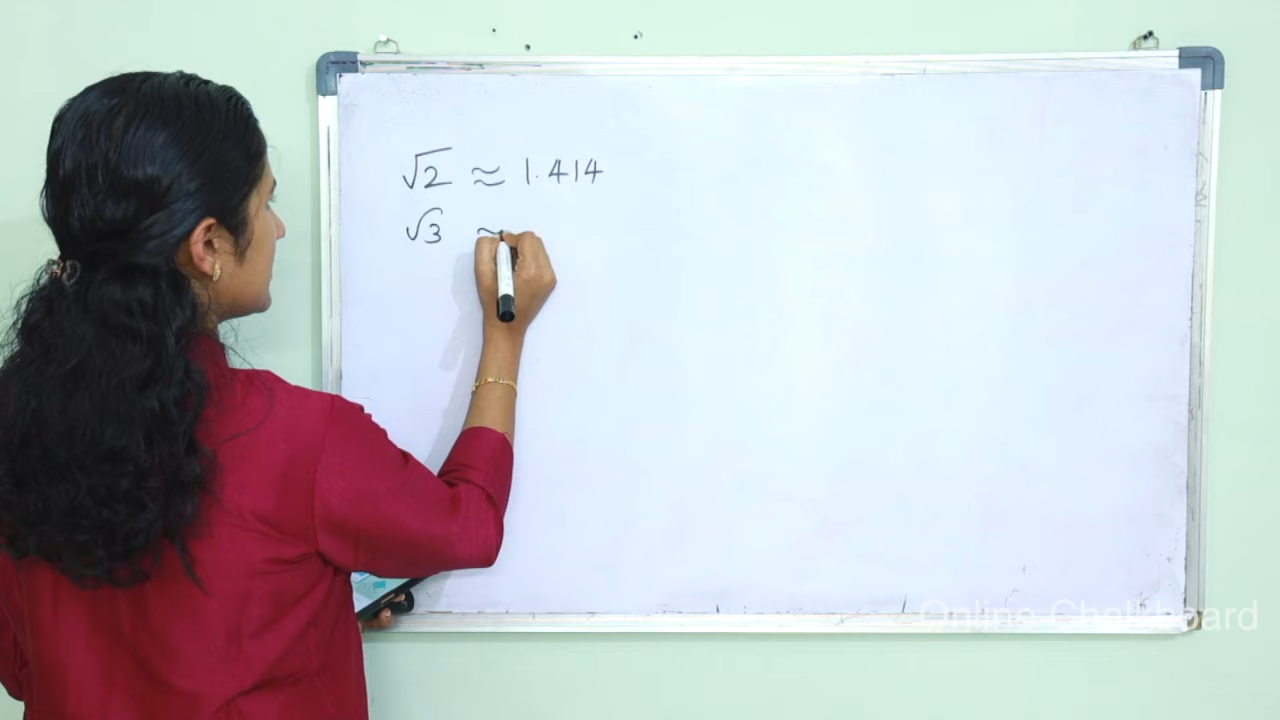 √2 ≈ 1.414
√3 ≈
Online Chalkboard